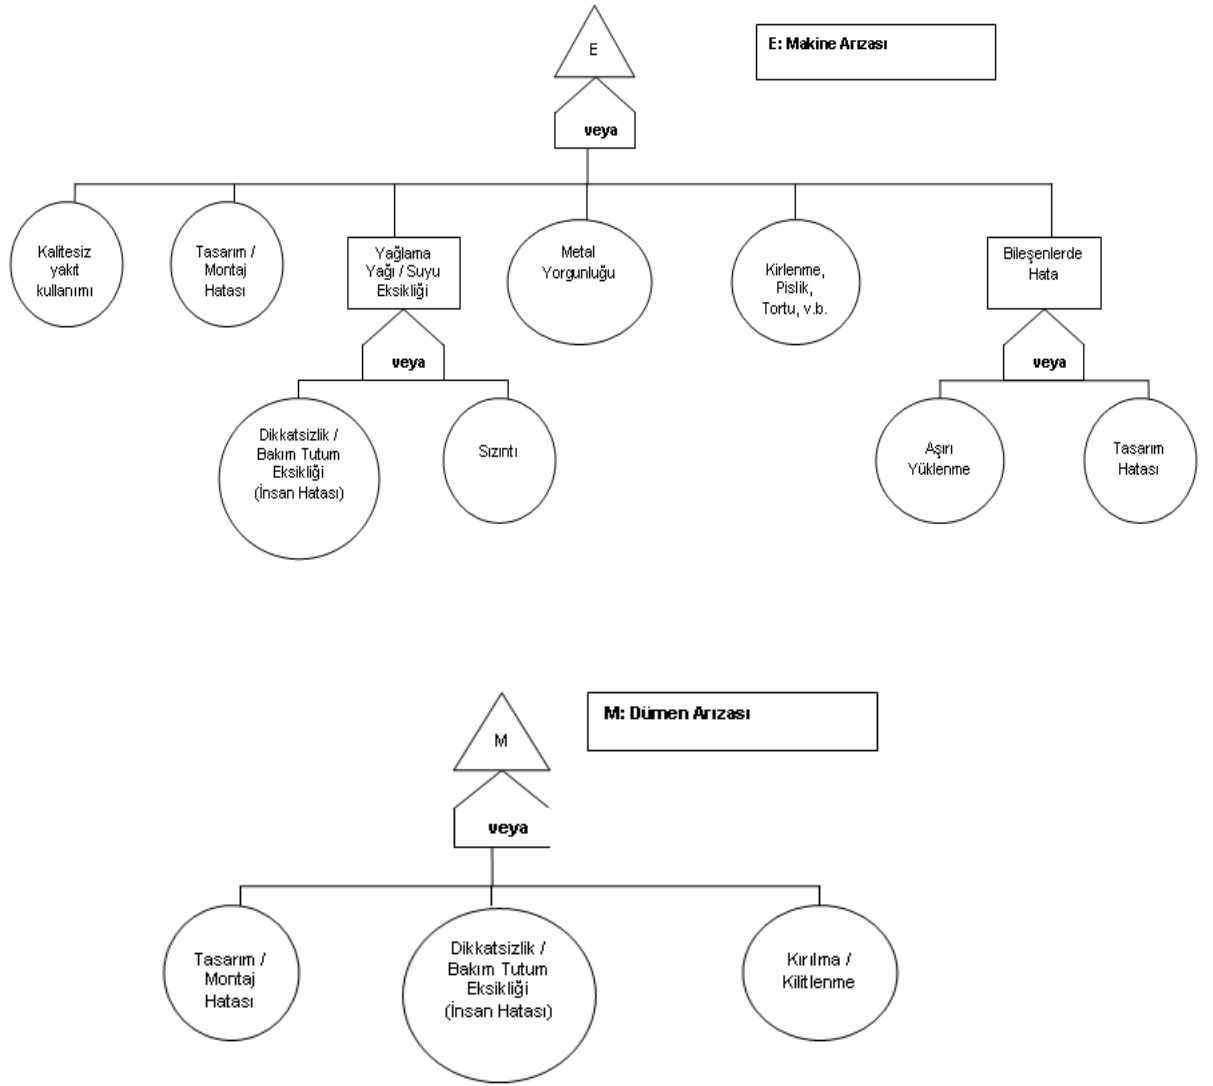 E
E: Makine Arızası
veya
Kalitesiz
yakıt
kullanımı
Tasarım /
Montaj
Hatası
Yağlama
Yağı / Suyu
Eksikliği
Metal
Yorgunluğu
Kirlenme,
Pislik,
Tortu, v.b.
Bileşenlerde
Hata
veya
veya
Dikkatsizlik /
Bakım Tutum
Eksikliği
(İnsan Hatası)
Sızıntı
Aşırı
Yüklenme
Tasarım
Hatası
M
M: Dümen Arızası
veya
Tasarım /
Montaj
Hatası
Dikkatsizlik /
Bakım Tutum
Eksikliği
(İnsan Hatası)
Kırılma /
Kilitlenme